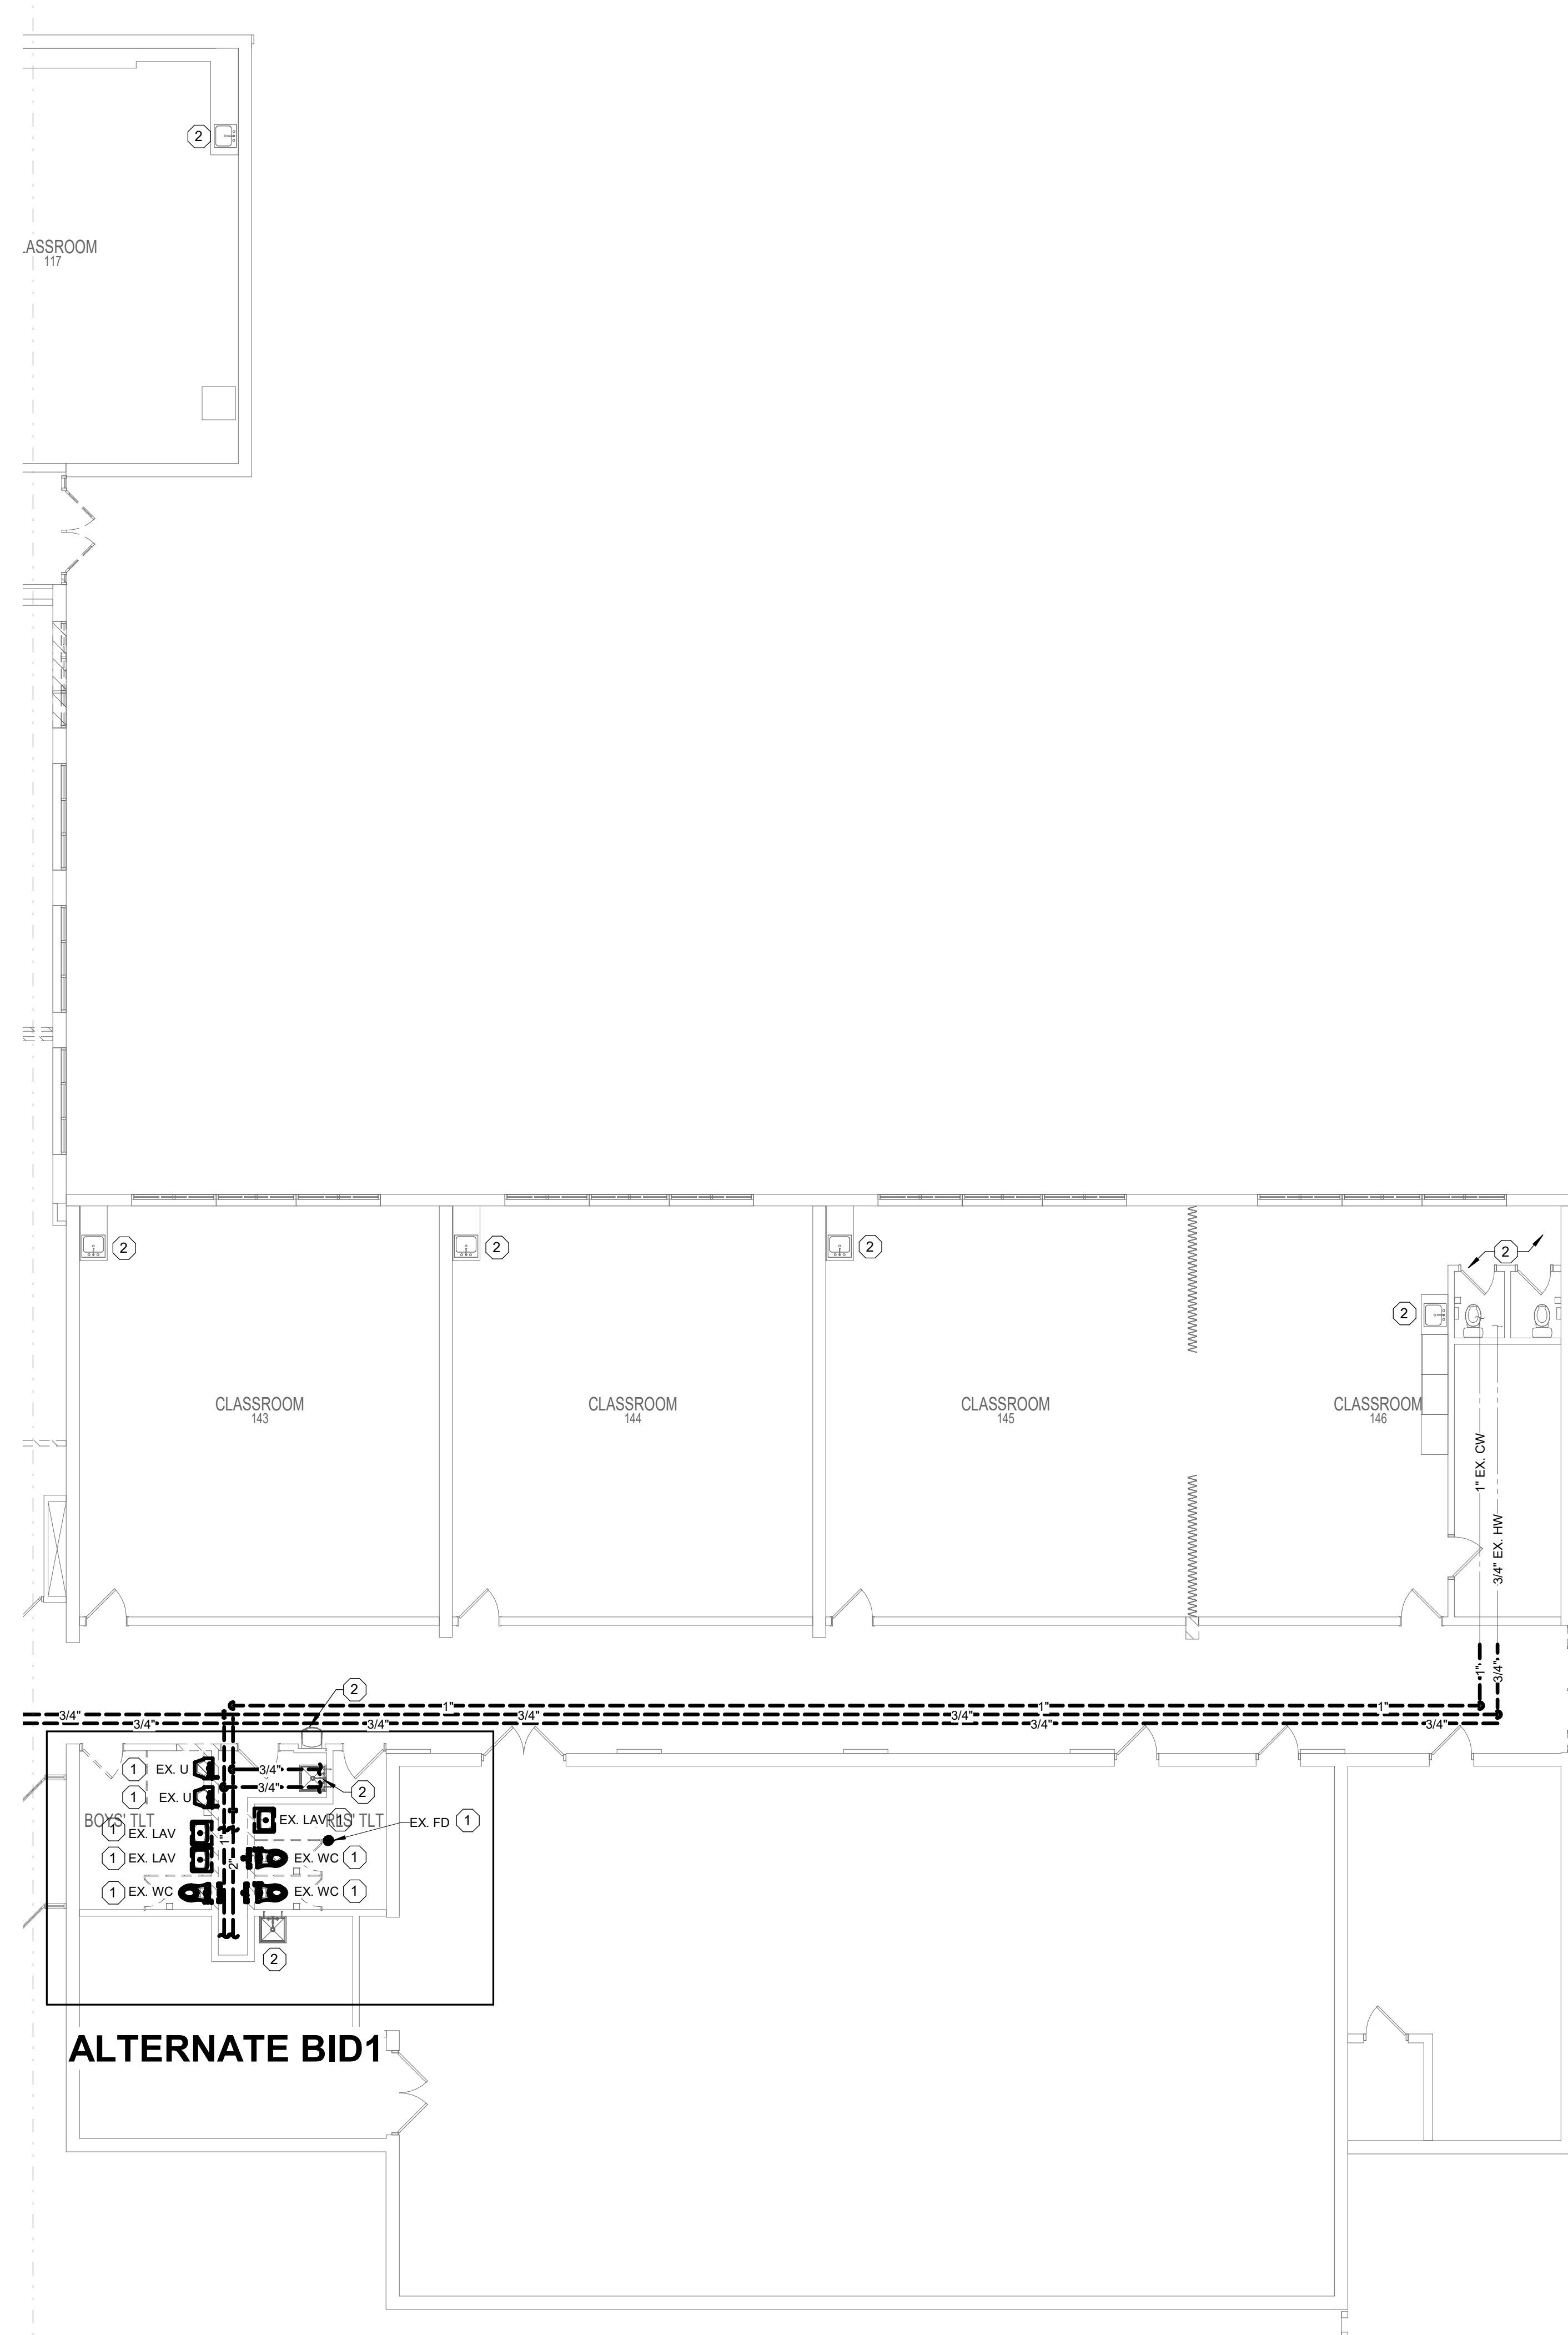 2
LASSROOM
117
2
2
2
2
2
CLASSROOM
143
CLASSROOM
144
CLASSROOM
145
CLASSROOM
146
1" EX. CW
3/4" EX. HW
1"
3/4"
2
1"
1"
1"
3/4"
3/4"
3/4"
3/4"
3/4"
3/4"
3/4"
1
EX. U
3/4"
1
EX. U
3/4"
2
BOYS' TLT
RLS' TLT
1
EX. LAV
EX. LAV
1
EX. FD
1
1
EX. LAV
1"
2"
EX. WC
1
1
EX. WC
EX. WC
1
2
ALTERNATE BID1